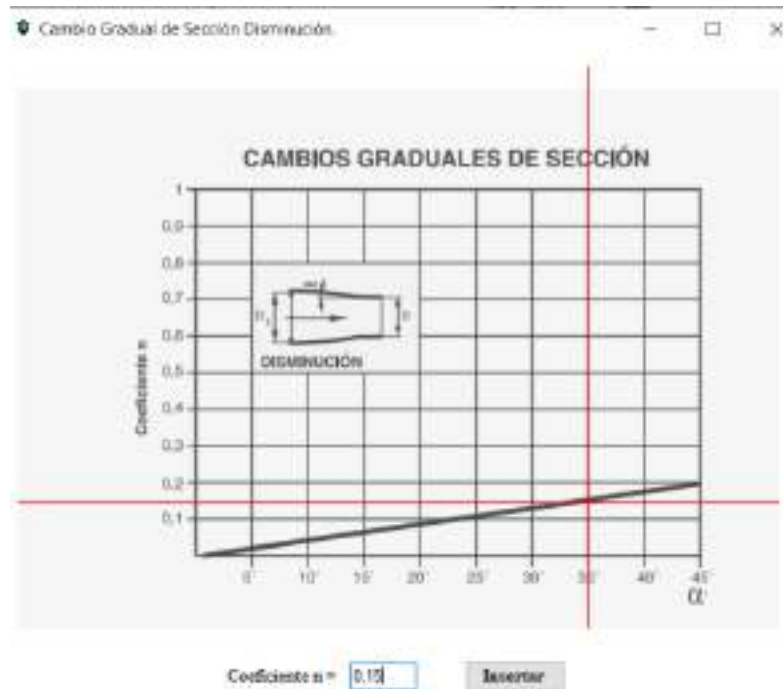 Cambio Gradual de Sección Disminución.
CAMBIOS GRADUALES DE SECCIÓN
1
0,9
0,8
0,7
0,6
0,5
0,4
0,3
0,2
0,1
Coeficiente n
DISMINUCIÓN
5° 10° 15° 20° 25° 30° 35° 40° 45°
α
Coeficiente n = 0.15 Insertar